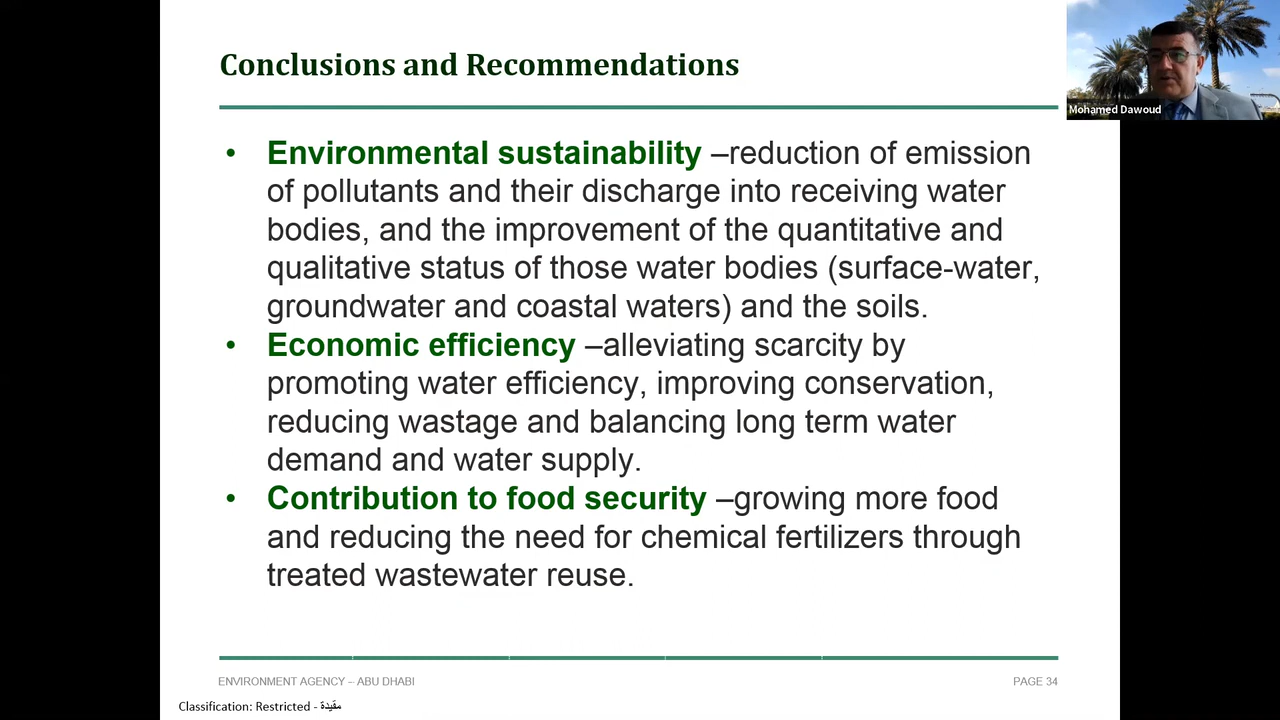 Conclusions and Recommendations
Mohamed Dawoud
• Environmental sustainability –reduction of emission
of pollutants and their discharge into receiving water
bodies, and the improvement of the quantitative and
qualitative status of those water bodies (surface-water,
groundwater and coastal waters) and the soils.
• Economic efficiency –alleviating scarcity by
promoting water efficiency, improving conservation,
reducing wastage and balancing long term water
demand and water supply.
• Contribution to food security –growing more food
and reducing the need for chemical fertilizers through
treated wastewater reuse.
ENVIRONMENT AGENCY – ABU DHABI
PAGE 34
Classification: Restricted - مقيدة